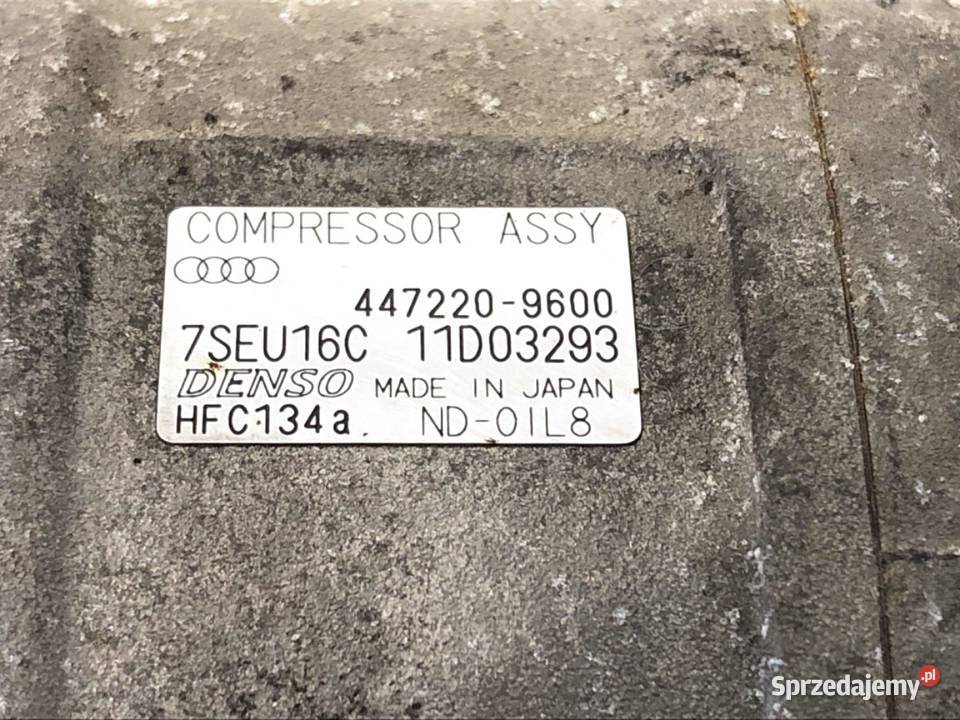 COMPRESSOR ASSY
447220-9600
7SEU16C 11D03293
DENSO MADE IN JAPAN
HFC134a ND-OIL8
Sprzedajemy.pl